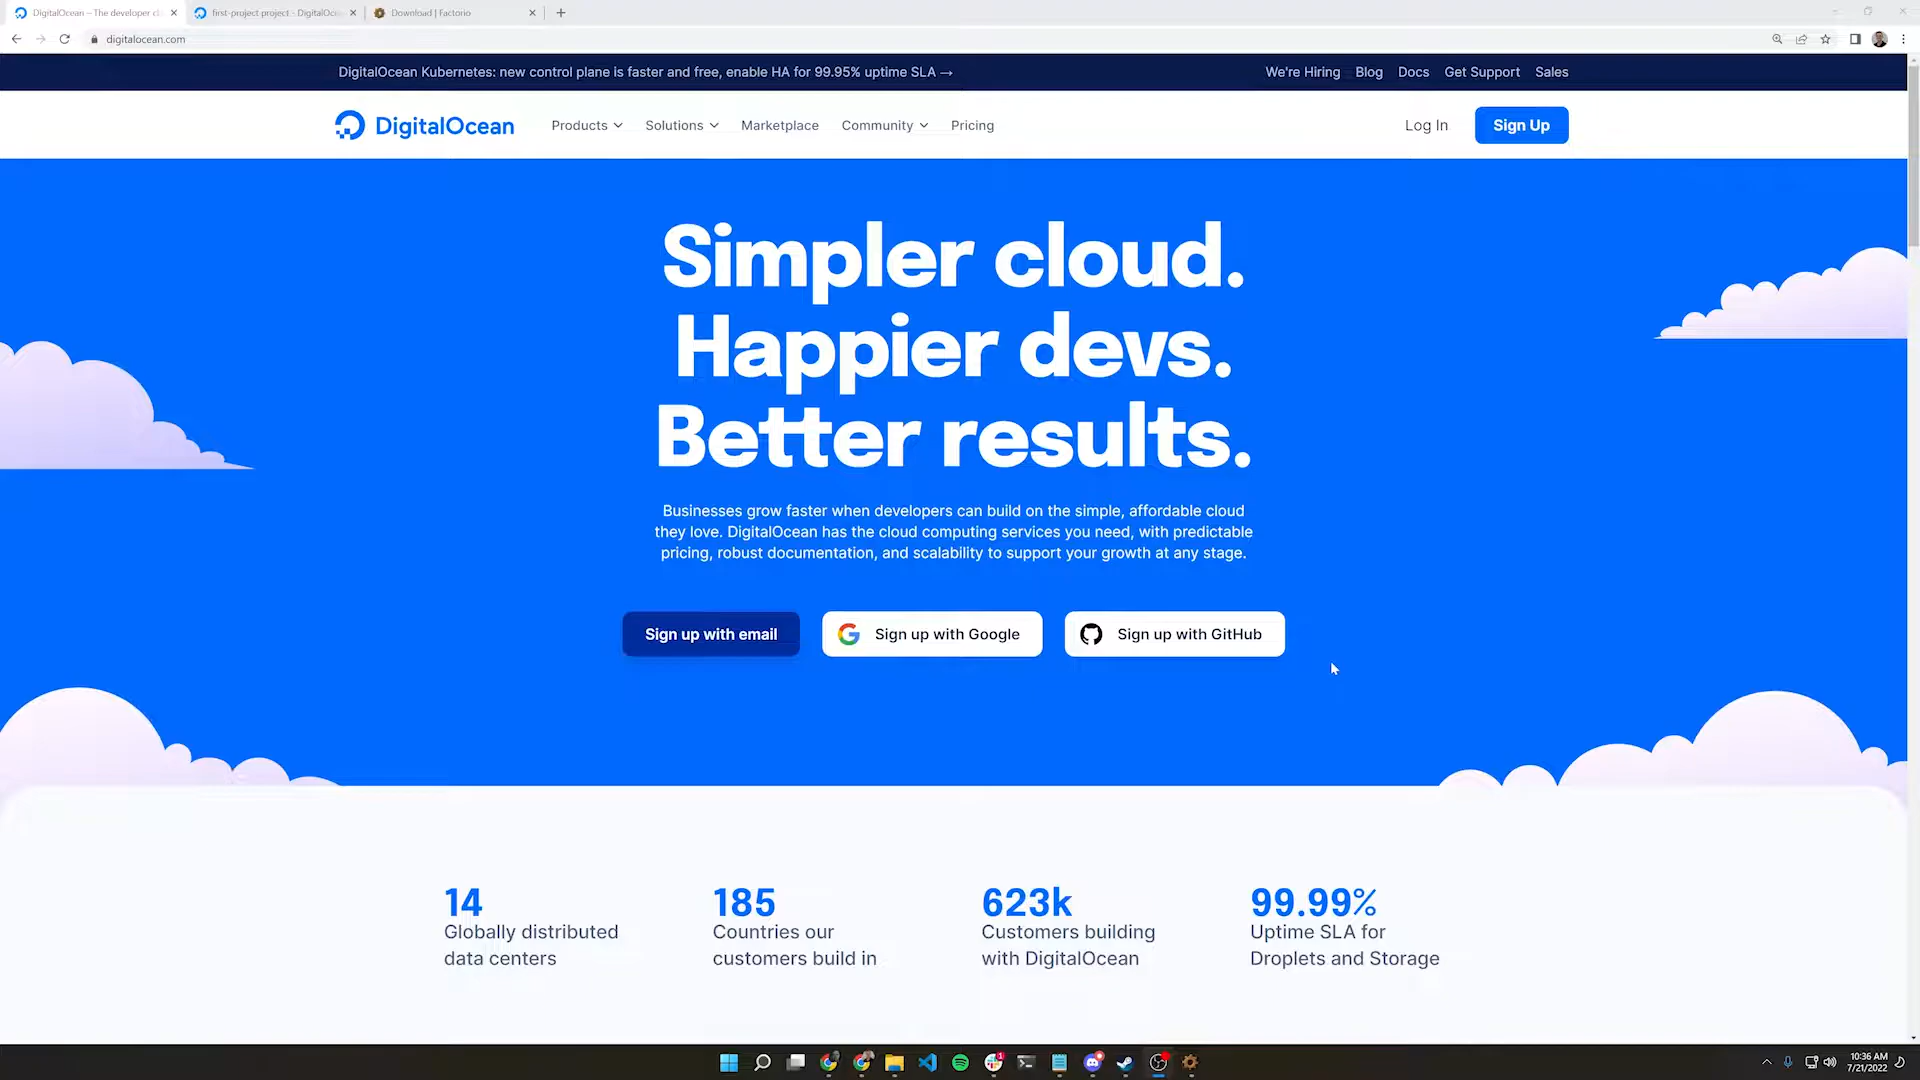 DigitalOcean – The developer cl
first-project project - DigitalOce
Download | Factorio
digitalocean.com
DigitalOcean Kubernetes: new control plane is faster and free, enable HA for 99.95% uptime SLA →
We're Hiring Blog Docs Get Support Sales
DigitalOcean
Products Solutions Marketplace Community Pricing
Log In Sign Up
Simpler cloud.
Happier devs.
Better results.
Businesses grow faster when developers can build on the simple, affordable cloud
they love. DigitalOcean has the cloud computing services you need, with predictable
pricing, robust documentation, and scalability to support your growth at any stage.
Sign up with email
Sign up with Google
Sign up with GitHub
14
Globally distributed
data centers
185
Countries our
customers build in
623k
Customers building
with DigitalOcean
99.99%
Uptime SLA for
Droplets and Storage
10:36 AM
7/21/2022